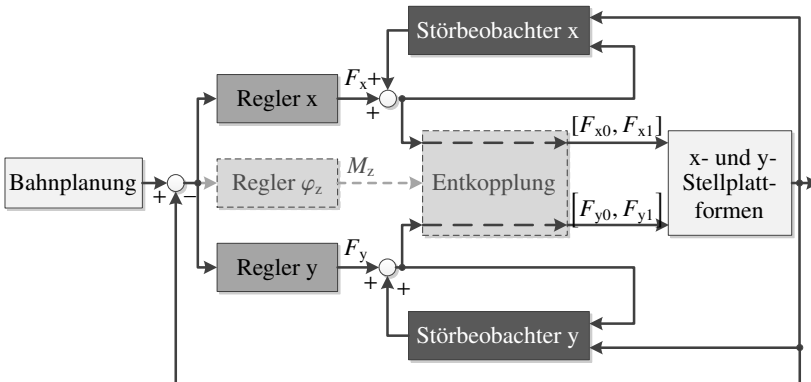 Störbeobachter x
Regler x
F_x
+
+
[F_x0, F_x1]
Bahnplanung
+
−
Regler φ_z
M_z
Entkopplung
x- und y-
Stellplatt-
formen
[F_y0, F_y1]
Regler y
F_y
+
+
Störbeobachter y